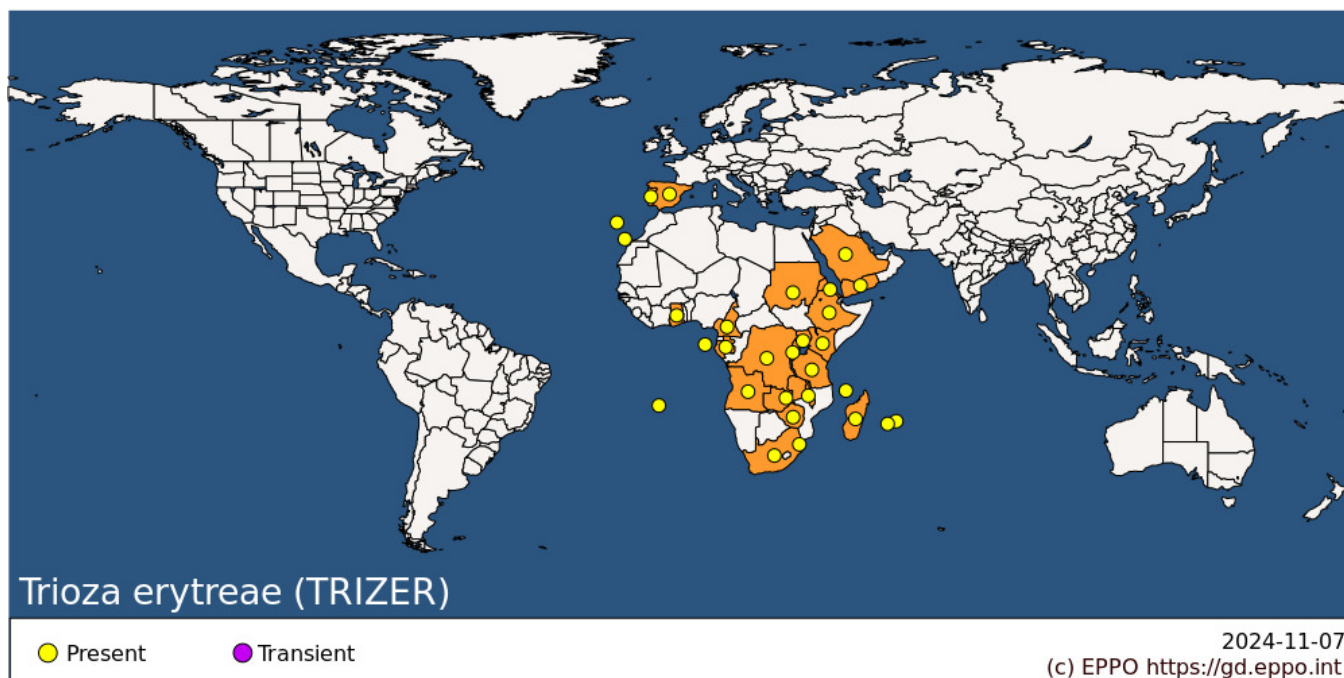 Trioza erytreae (TRIZER)
Present
Transient
2024-11-07
(c) EPPO https://gd.eppo.int